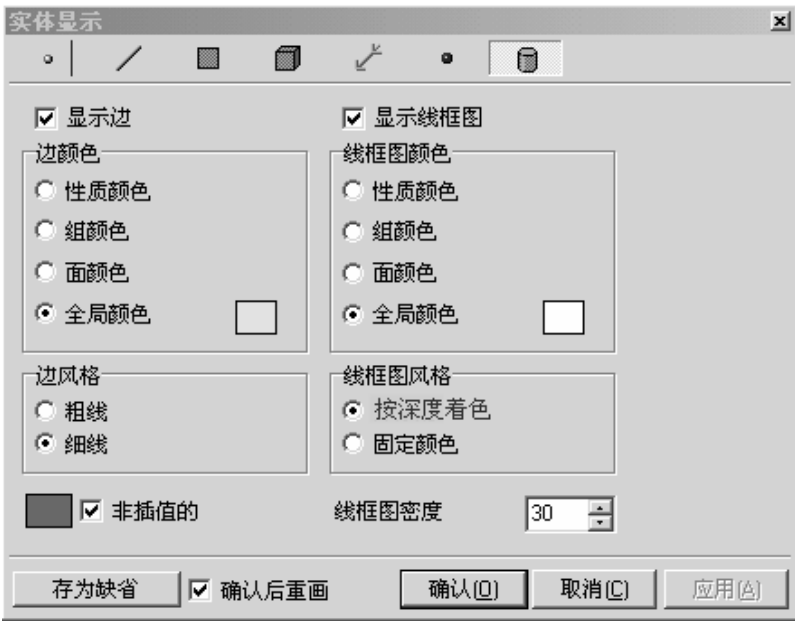 实体显示
显示边
显示线框图
边颜色
性质颜色
组颜色
面颜色
全局颜色
线框图颜色
性质颜色
组颜色
面颜色
全局颜色
边风格
粗线
细线
线框图风格
按深度着色
固定颜色
非插值的
线框图密度 30
存为缺省
确认后重画
确认(O)
取消(C)
应用(A)